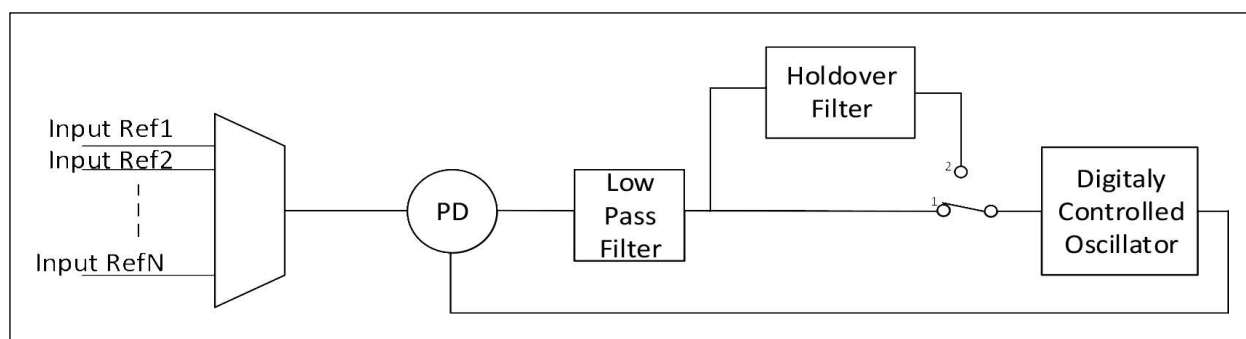 Input Ref1
Input Ref2
Input RefN
PD
Low
Pass
Filter
Holdover
Filter
2
1
Digitaly
Controlled
Oscillator